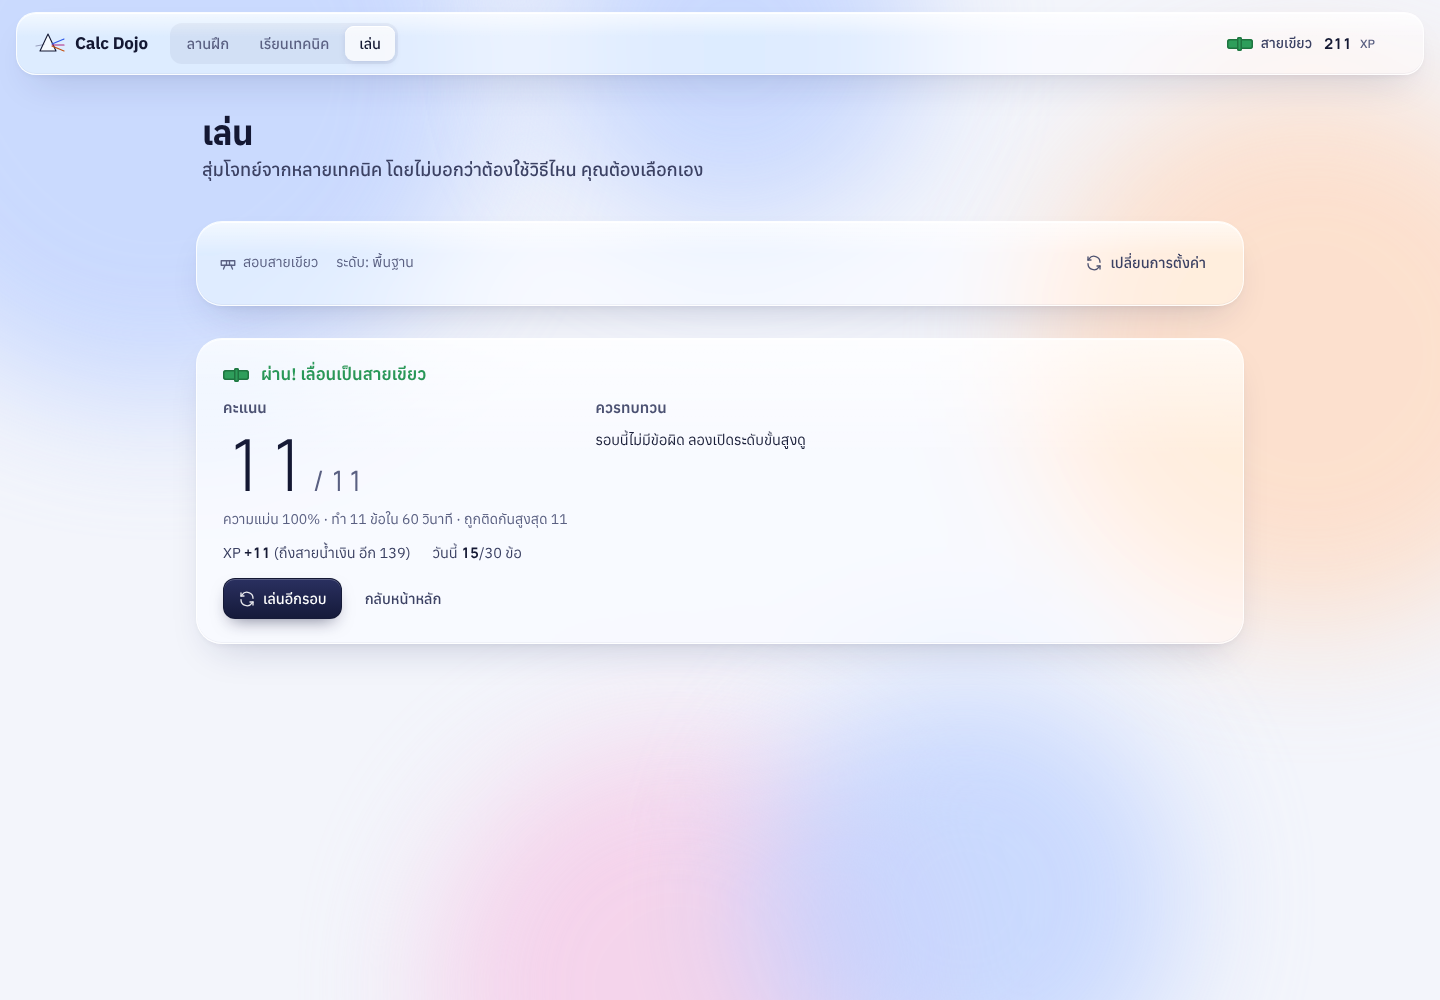 Calc Dojo
ลานฝึก
เรียนเทคนิค
เล่น
สายเขียว 211 XP
เล่น
สุ่มโจทย์จากหลายเทคนิค โดยไม่บอกว่าต้องใช้วิธีไหน คุณต้องเลือกเอง
สอบสายเขียว ระดับ: พื้นฐาน
เปลี่ยนการตั้งค่า
ผ่าน! เลื่อนเป็นสายเขียว
คะแนน
11 / 11
ความแม่น 100% · ทำ 11 ข้อใน 60 วินาที · ถูกติดกันสูงสุด 11
XP +11 (ถึงสายน้ำเงิน อีก 139) วันนี้ 15/30 ข้อ
เล่นอีกรอบ
กลับหน้าหลัก
ควรทบทวน
รอบนี้ไม่มีข้อผิด ลองเปิดระดับขั้นสูงดู